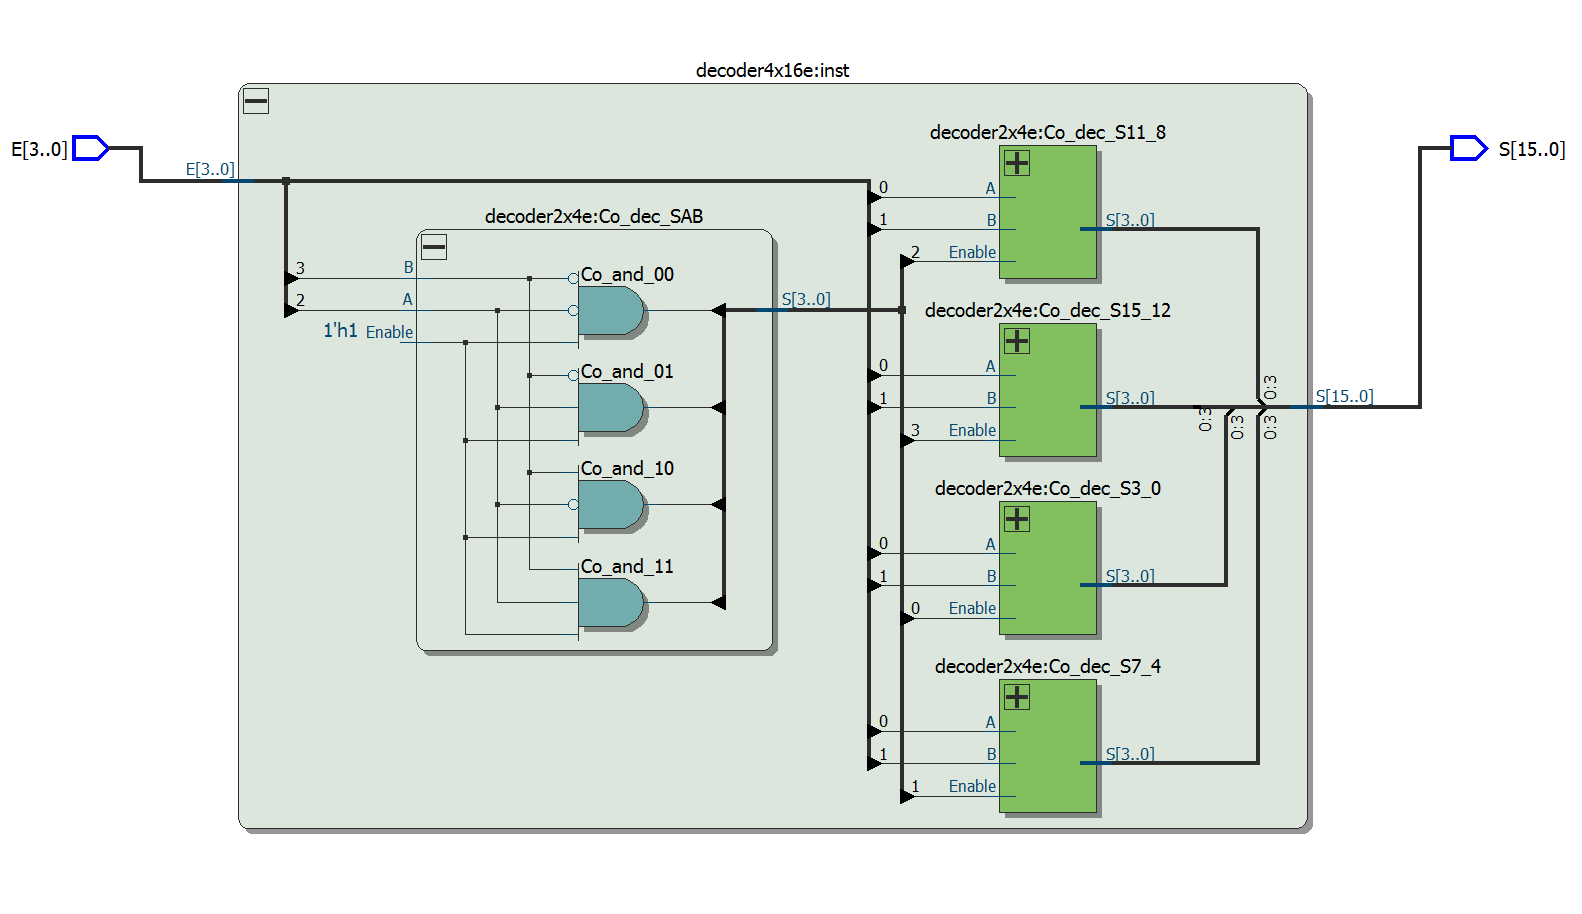 decoder4x16e:inst
E[3..0]
E[3..0]
S[15..0]
decoder2x4e:Co_dec_SAB
3
B
2
A
1'h1 Enable
Co_and_00
Co_and_01
Co_and_10
Co_and_11
S[3..0]
decoder2x4e:Co_dec_S11_8
0
A
1
B
2
Enable
S[3..0]
decoder2x4e:Co_dec_S15_12
0
A
1
B
3
Enable
S[3..0]
decoder2x4e:Co_dec_S3_0
0
A
1
B
0
Enable
S[3..0]
decoder2x4e:Co_dec_S7_4
0
A
1
B
1
Enable
S[3..0]
0:3
0:3
0:3
0:3
S[15..0]